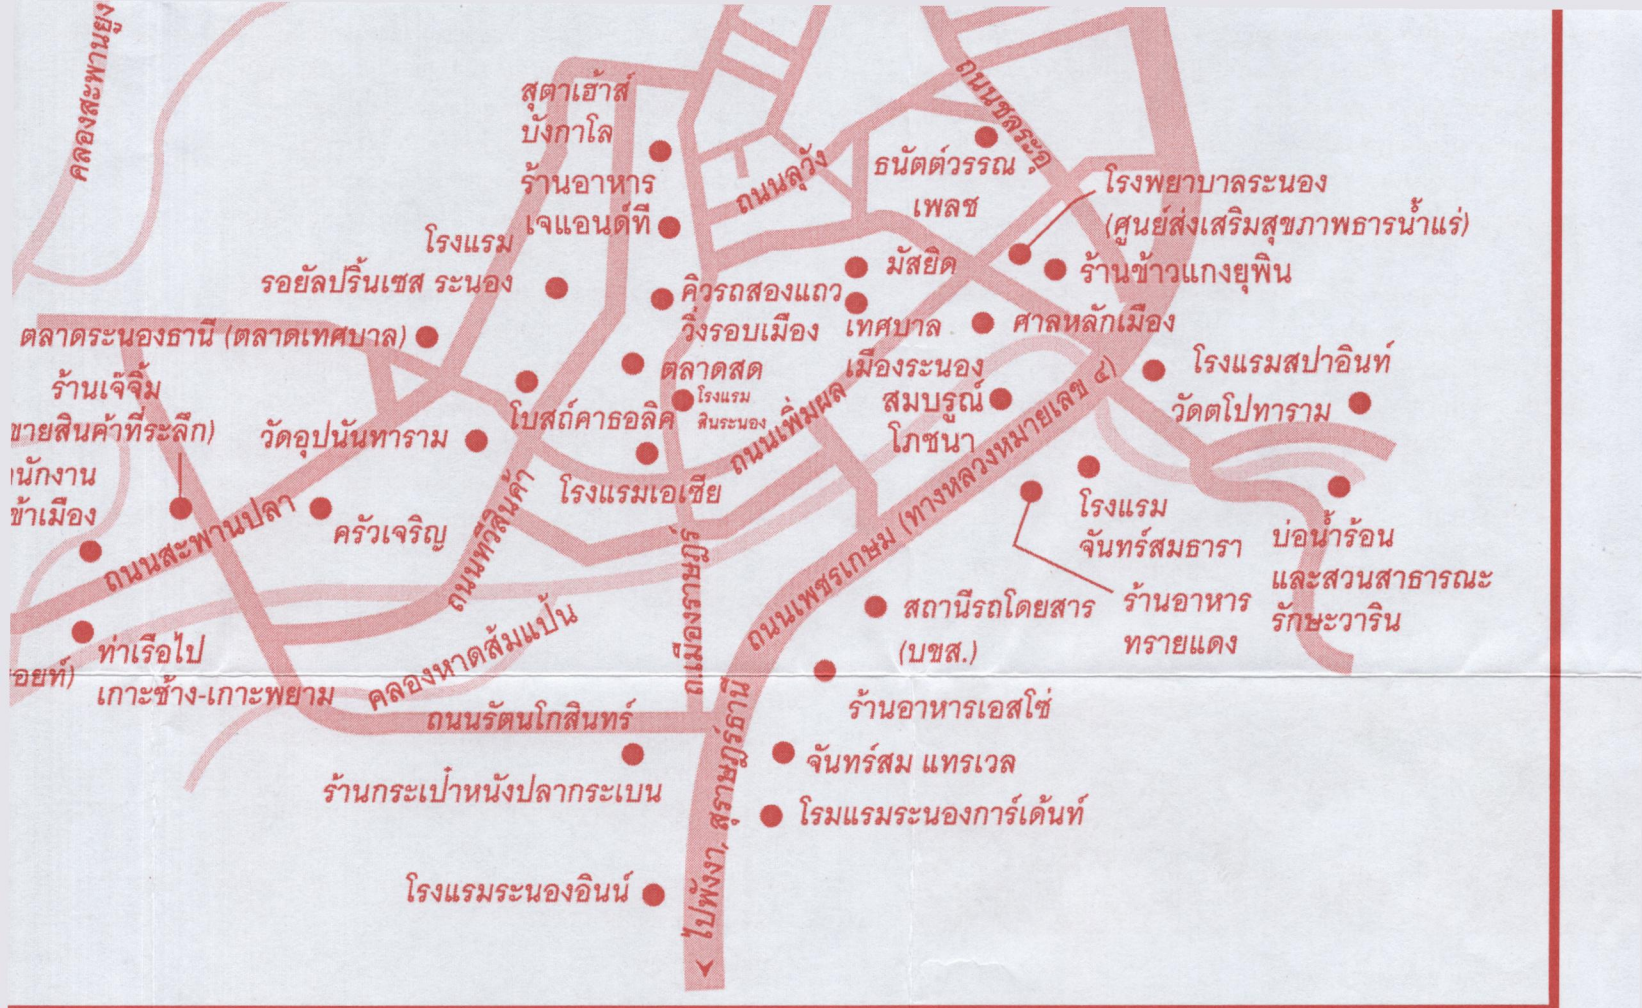 คลองสะพานยูง
สุตาเฮ้าส์
บังกาโล
ร้านอาหาร
เจแอนด์ที
ถนนลุวัง
ถนนชลระอุ
ธนัตต์วรรณ
เพลซ
โรงพยาบาลระนอง
(ศูนย์ส่งเสริมสุขภาพธารน้ำแร่)
ร้านข้าวแกงยุพิน
โรงแรม
รอยัลปริ้นเซส ระนอง
คิวรถสองแถว
วิ่งรอบเมือง
มัสยิด
เทศบาล
เมืองระนอง
ศาลหลักเมือง
ตลาดระนองธานี (ตลาดเทศบาล)
ตลาดสด
โรงแรม
สินระนอง
โรงแรมสปาอินท์
วัดตโปทาราม
ร้านเจ๊จิ้ม
ขายสินค้าที่ระลึก)
วัดอุปนันทาราม
โบสถ์คาธอลิค
ถนนเพิ่มผล
สมบรูณ์
โภชนา
โรงแรมเอเซีย
นักงาน
ข้าเมือง
ครัวเจริญ
ถนนสะพานปลา
ถนนทวีสินค้า
ถ.เมืองราษฎร์
ถนนเพชรเกษม (ทางหลวงหมายเลข ๔)
โรงแรม
จันทร์สมธารา
บ่อน้ำร้อน
และสวนสาธารณะ
รักษะวาริน
ร้านอาหาร
ทรายแดง
สถานีรถโดยสาร
(บขส.)
ท่าเรือไป
เกาะช้าง-เกาะพยาม
อยท์)
คลองหาดส้มแป้น
ถนนรัตนโกสินทร์
ร้านอาหารเอสโซ่
จันทร์สม แทรเวล
ร้านกระเป๋าหนังปลากระเบน
โรมแรมระนองการ์เด้นท์
โรงแรมระนองอินน์
ไปพังงา, สุราษฎร์ธานี